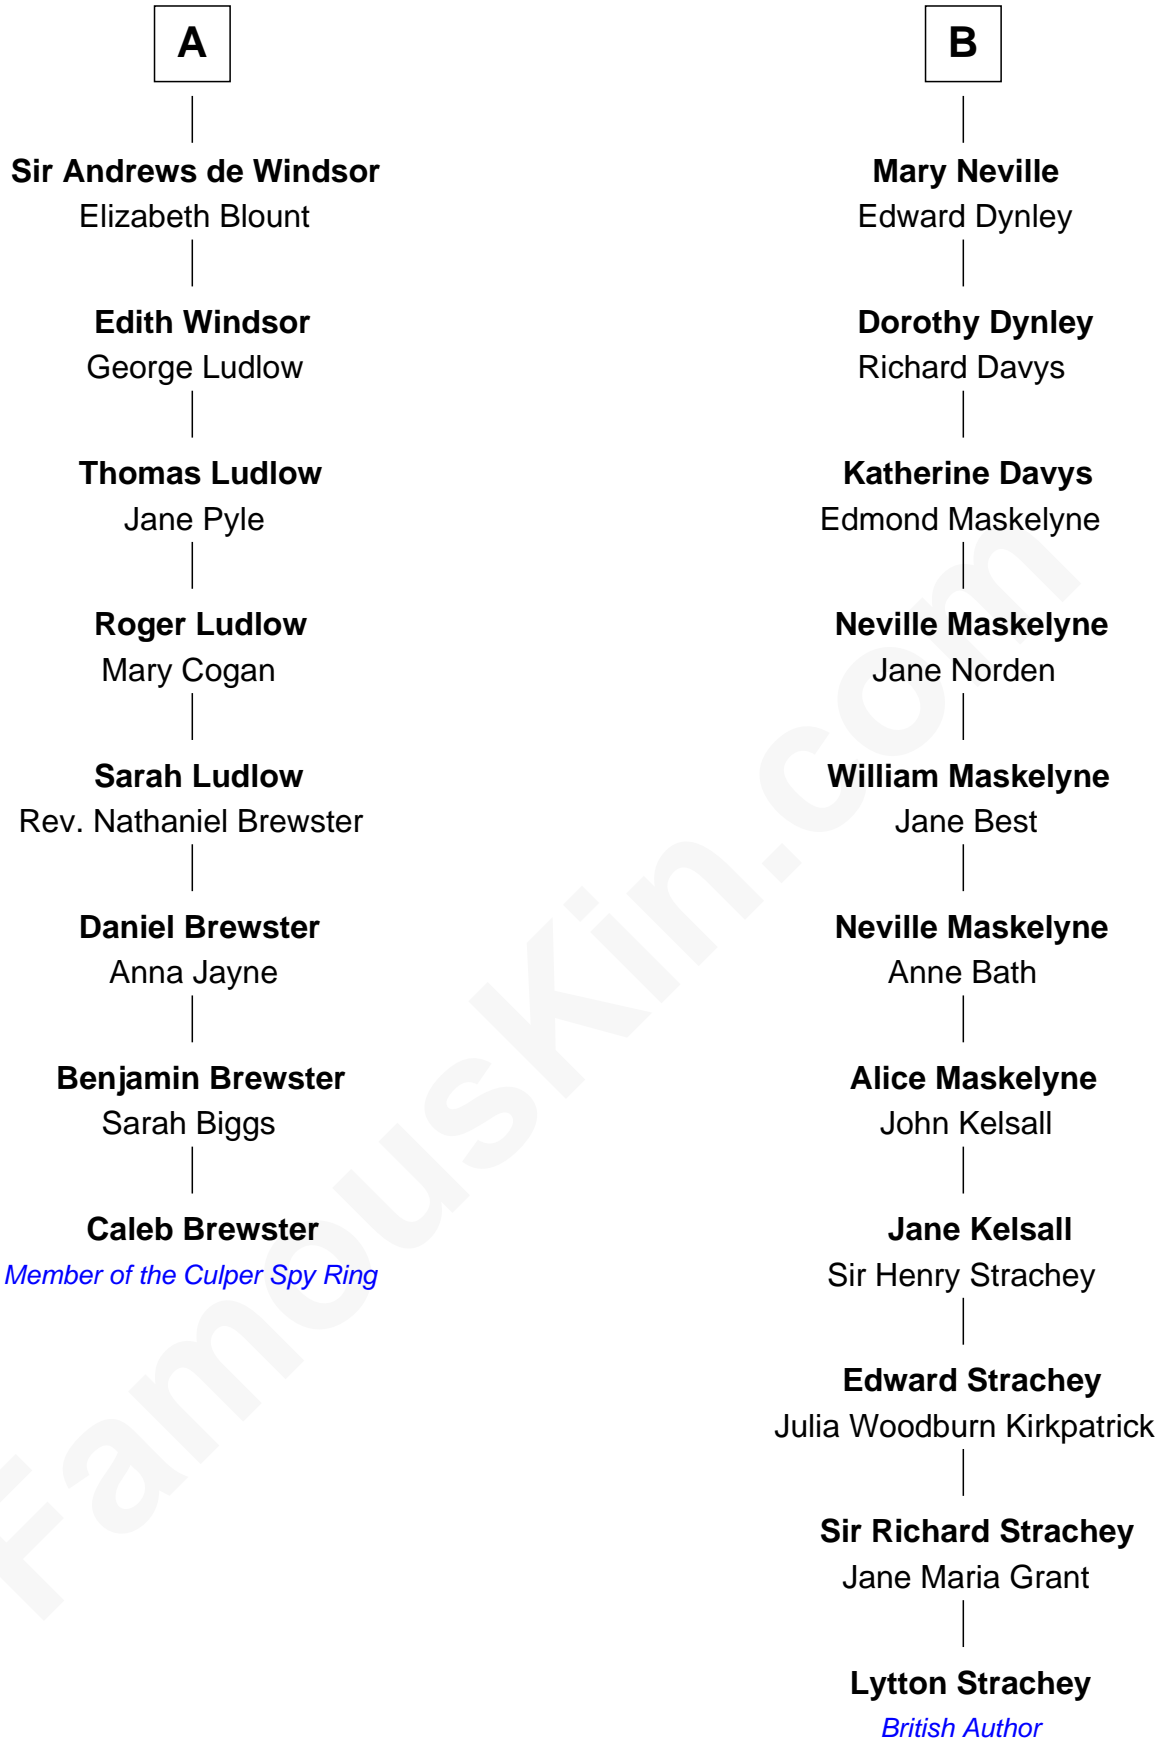 A
Sir Andrews de Windsor
Elizabeth Blount
Edith Windsor
George Ludlow
Thomas Ludlow
Jane Pyle
Roger Ludlow
Mary Cogan
Sarah Ludlow
Rev. Nathaniel Brewster
Daniel Brewster
Anna Jayne
Benjamin Brewster
Sarah Biggs
Caleb Brewster
Member of the Culper Spy Ring
B
Mary Neville
Edward Dynley
Dorothy Dynley
Richard Davys
Katherine Davys
Edmond Maskelyne
Neville Maskelyne
Jane Norden
William Maskelyne
Jane Best
Neville Maskelyne
Anne Bath
Alice Maskelyne
John Kelsall
Jane Kelsall
Sir Henry Strachey
Edward Strachey
Julia Woodburn Kirkpatrick
Sir Richard Strachey
Jane Maria Grant
Lytton Strachey
British Author
FamousKin.com